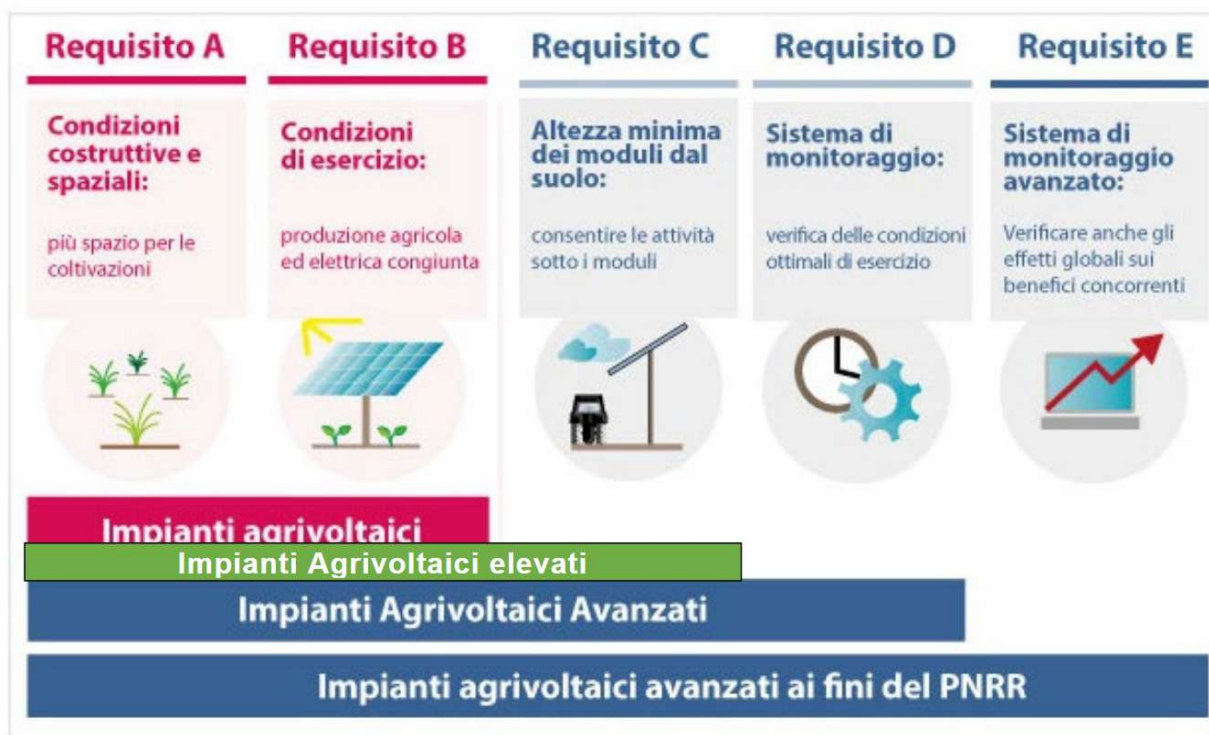 Requisito A
Requisito B
Requisito C
Requisito D
Requisito E
Condizioni
costruttive e
spaziali:
più spazio per le
coltivazioni
Condizioni
di esercizio:
produzione agricola
ed elettrica congiunta
Altezza minima
dei moduli dal
suolo:
consentire le attività
sotto i moduli
Sistema di
monitoraggio:
verifica delle condizioni
ottimali di esercizio
Sistema di
monitoraggio
avanzato:
Verificare anche gli
effetti globali sui
benefici concorrenti
Impianti agrivoltaici
Impianti Agrivoltaici elevati
Impianti Agrivoltaici Avanzati
Impianti agrivoltaici avanzati ai fini del PNRR